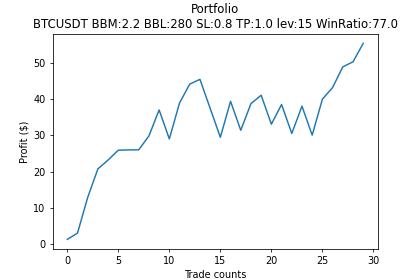 Portfolio
BTCUSDT BBM:2.2 BBL:280 SL:0.8 TP:1.0 lev:15 WinRatio:77.0
50
40
30
20
10
0
Profit ($)
0 5 10 15 20 25 30
Trade counts